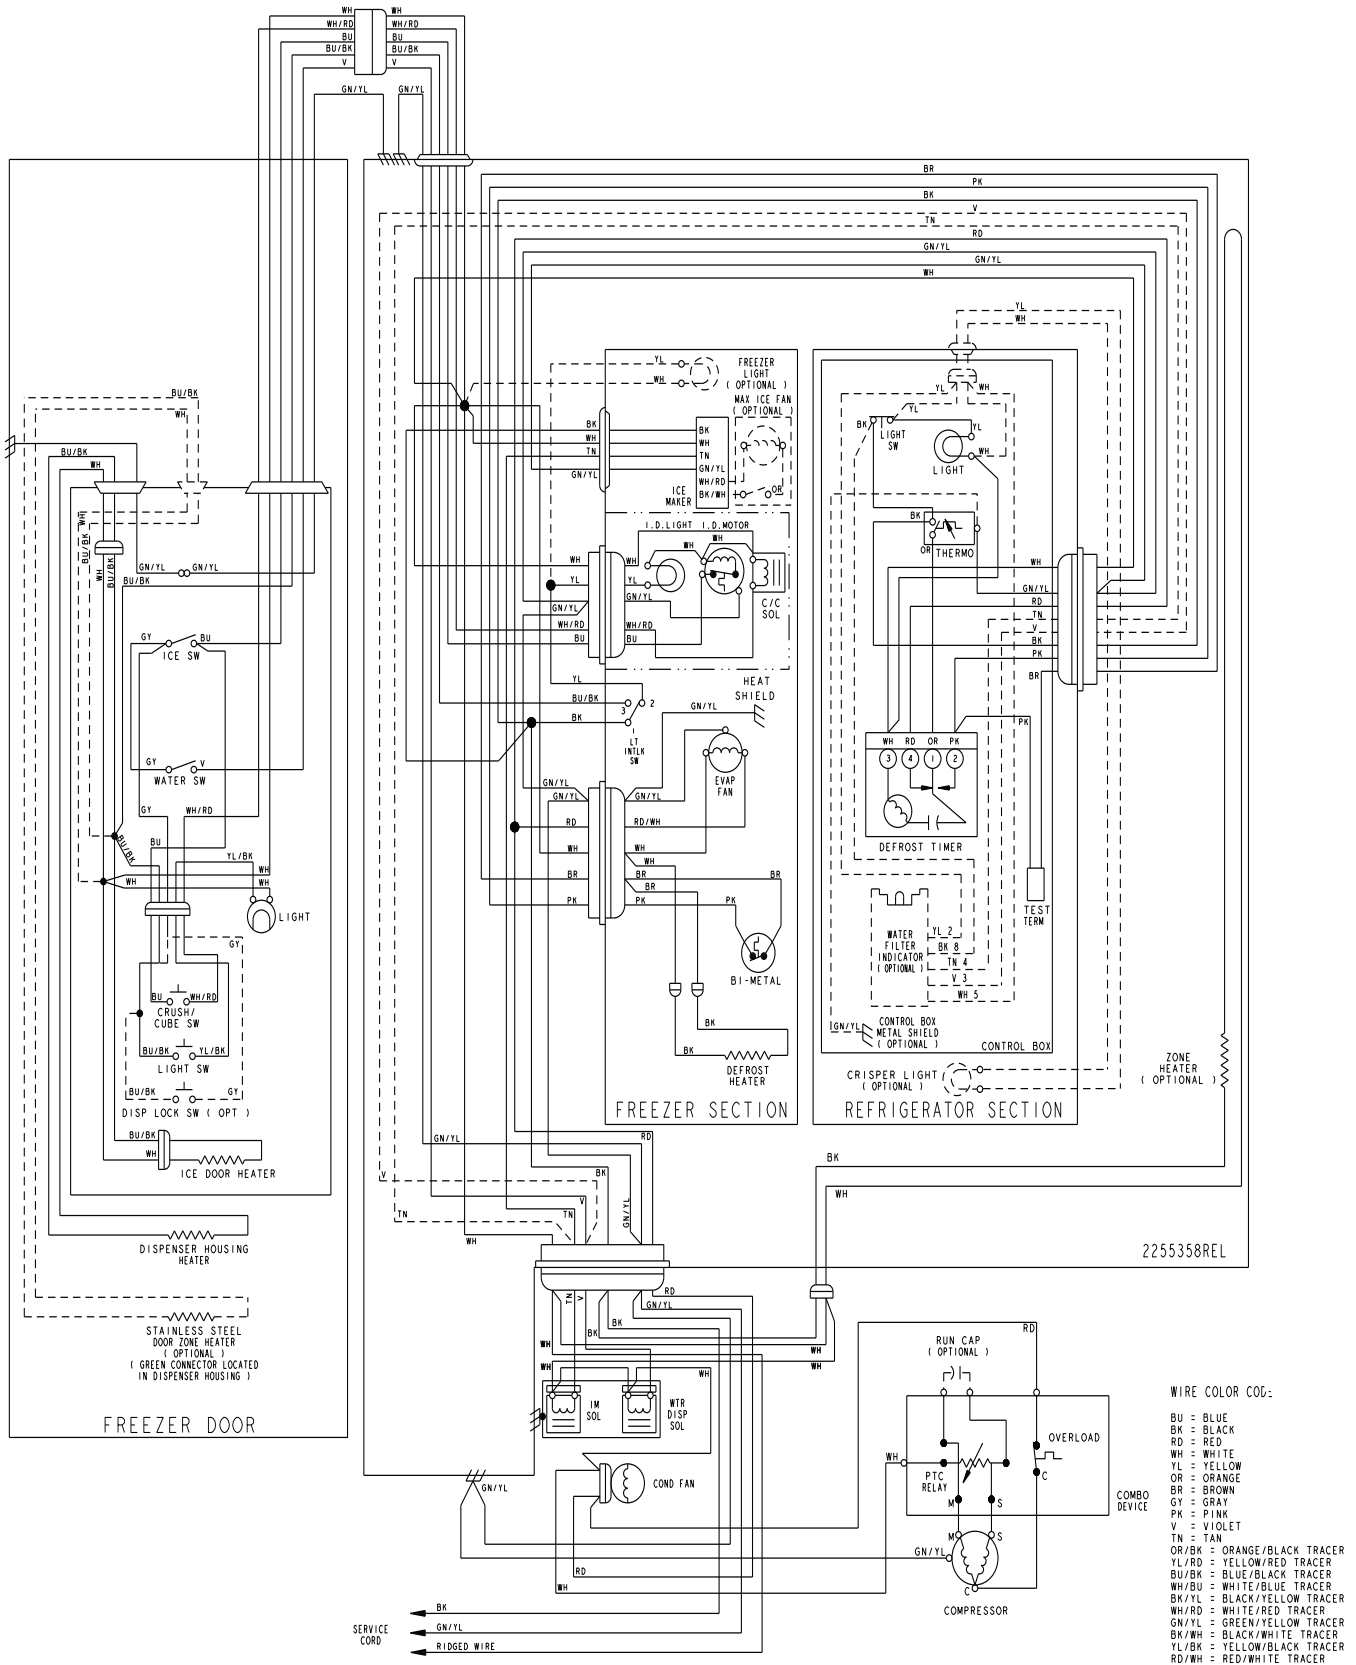 WH WH
WH/RD WH/RD
BU BU
BU/BK BU/BK
V V
GN/YL GN/YL
BR
PK
BK
V
TN
RD
GN/YL
GN/YL
WH
YL
WH
BU/BK
WH
BU/BK
WH
WH
BU/BK
WH
BU/BK
GN/YL GN/YL
BU/BK
GY BU
ICE SW
GY V
WATER SW
GY WH/RD
BU
YL/BK
BU/BK
WH
WH
WH
LIGHT
GY
BU WH/RD
CRUSH/
CUBE SW
BU/BK YL/BK
LIGHT SW
BU/BK GY
DISP LOCK SW ( OPT )
BU/BK
WH
ICE DOOR HEATER
DISPENSER HOUSING
HEATER
STAINLESS STEEL
DOOR ZONE HEATER
( OPTIONAL )
( GREEN CONNECTOR LOCATED
IN DISPENSER HOUSING )
FREEZER DOOR
YL
WH
FREEZER
LIGHT
( OPTIONAL )
MAX ICE FAN
( OPTIONAL )
BK BK
WH WH
TN TN
GN/YL GN/YL
WH/RD
BK/WH OR
ICE
MAKER
I.D.LIGHT I.D.MOTOR
WH WH
WH WH
YL YL
GN/YL
GN/YL
WH/RD WH/RD
BU BU
C/C
SOL
YL
HEAT
SHIELD
BU/BK 3 2
BK
LT
INTLK
SW
GN/YL
EVAP
FAN
GN/YL
GN/YL GN/YL
RD RD/WH
WH WH
WH
BR BR BR
BR
PK PK PK
BI-METAL
BK
BK
DEFROST
HEATER
FREEZER SECTION
YL WH
YL
BK
LIGHT
SW
YL
WH
LIGHT
BK
OR THERMO
WH
GN/YL
RD
TN
V
BK
PK
BR
PK
WH RD OR PK
3 4 1 2
DEFROST TIMER
TEST
TERM
WATER
FILTER
INDICATOR
( OPTIONAL )
YL 2
BK 8
TN 4
V 3
WH 5
GN/YL
CONTROL BOX
METAL SHIELD
( OPTIONAL )
CONTROL BOX
CRISPER LIGHT
( OPTIONAL )
REFRIGERATOR SECTION
ZONE
HEATER
( OPTIONAL )
GN/YL
RD
BK
V
BK
WH
V
TN
TN
GN/YL
WH
2255358REL
TN
V
RD
GN/YL
BK
BK
WH
WH
WH
WH
WH
WH
IM
SOL
WTR
DISP
SOL
COND FAN
GN/YL
RD
WH
SERVICE
CORD
BK
GN/YL
RIDGED WIRE
RD
RUN CAP
( OPTIONAL )
WH
OVERLOAD
PTC
RELAY
C
M S
COMBO
DEVICE
M S
GN/YL
C
COMPRESSOR
WIRE COLOR CODE
BU = BLUE
BK = BLACK
RD = RED
WH = WHITE
YL = YELLOW
OR = ORANGE
BR = BROWN
GY = GRAY
PK = PINK
V = VIOLET
TN = TAN
OR/BK = ORANGE/BLACK TRACER
YL/RD = YELLOW/RED TRACER
BU/BK = BLUE/BLACK TRACER
WH/BU = WHITE/BLUE TRACER
BK/YL = BLACK/YELLOW TRACER
WH/RD = WHITE/RED TRACER
GN/YL = GREEN/YELLOW TRACER
BK/WH = BLACK/WHITE TRACER
YL/BK = YELLOW/BLACK TRACER
RD/WH = RED/WHITE TRACER